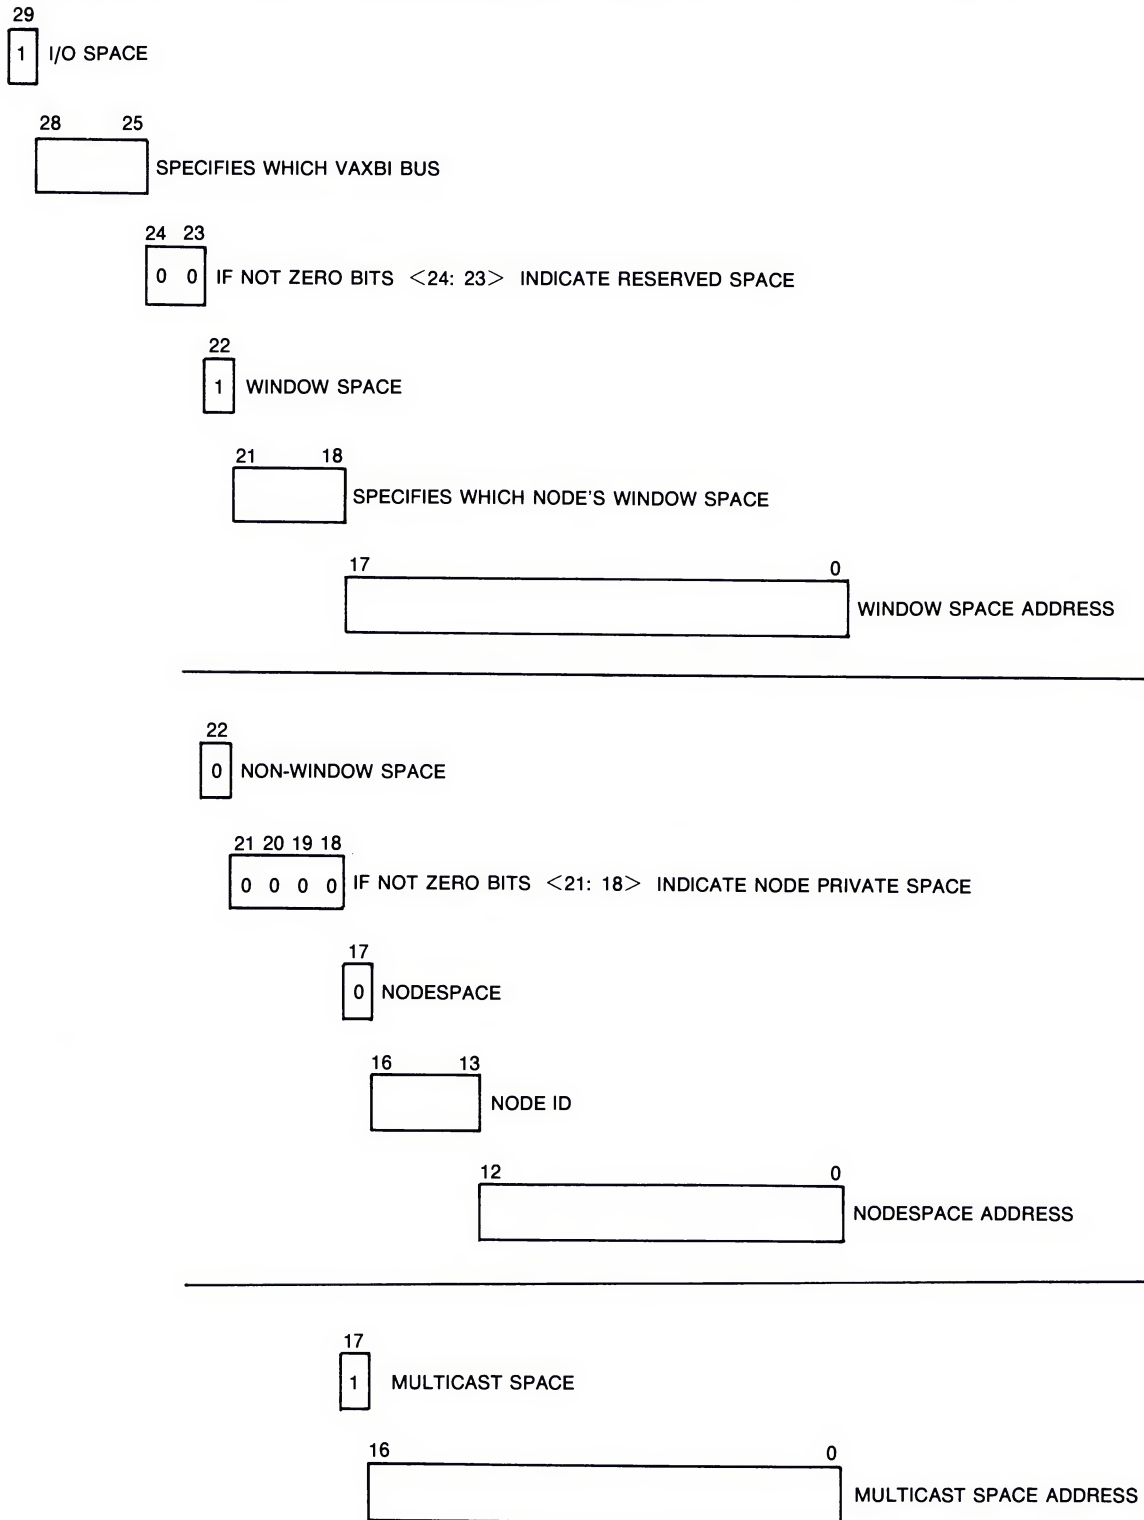 29
1 I/O SPACE
28 25
SPECIFIES WHICH VAXBI BUS
24 23
0 0 IF NOT ZERO BITS <24: 23> INDICATE RESERVED SPACE
22
1 WINDOW SPACE
21 18
SPECIFIES WHICH NODE'S WINDOW SPACE
17 0
WINDOW SPACE ADDRESS
22
0 NON-WINDOW SPACE
21 20 19 18
0 0 0 0 IF NOT ZERO BITS <21: 18> INDICATE NODE PRIVATE SPACE
17
0 NODESPACE
16 13
NODE ID
12 0
NODESPACE ADDRESS
17
1 MULTICAST SPACE
16 0
MULTICAST SPACE ADDRESS